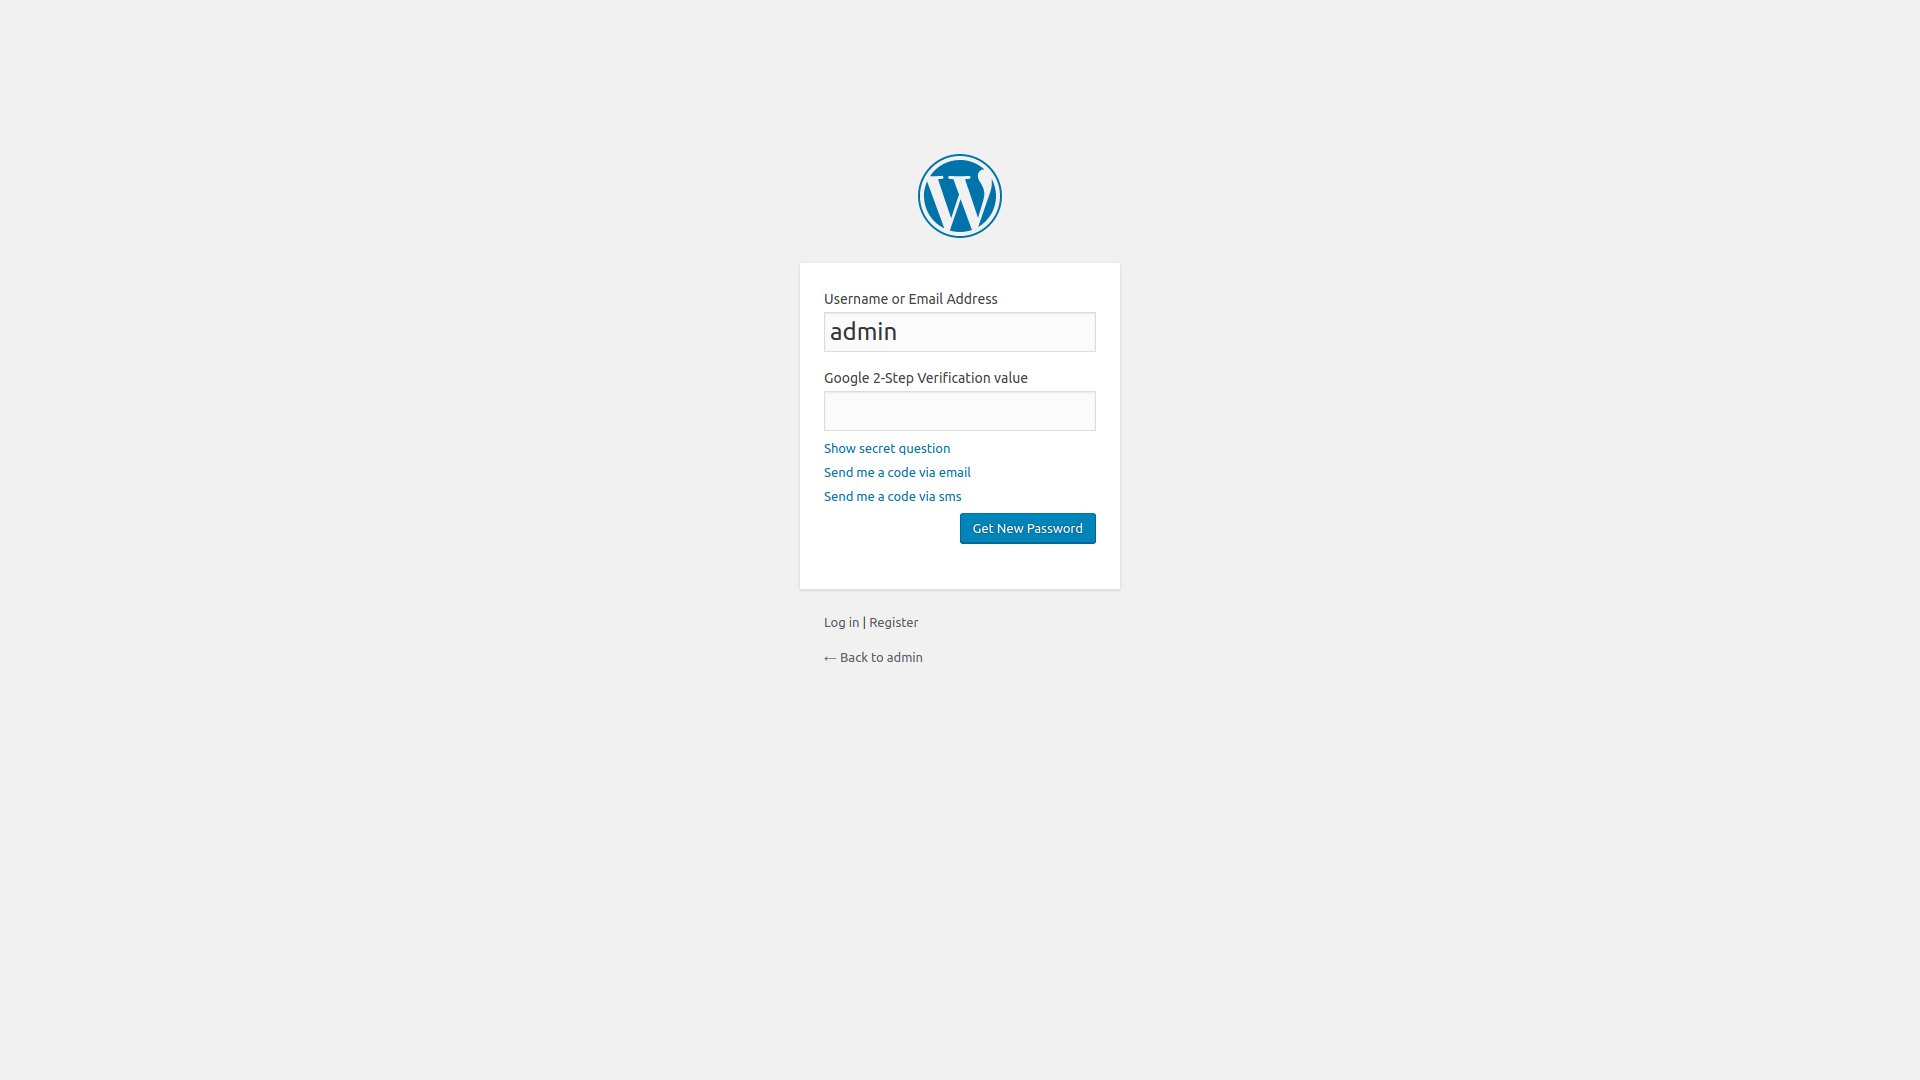 Username or Email Address
admin
Google 2-Step Verification value
Show secret question
Send me a code via email
Send me a code via sms
Get New Password
Log in | Register
← Back to admin